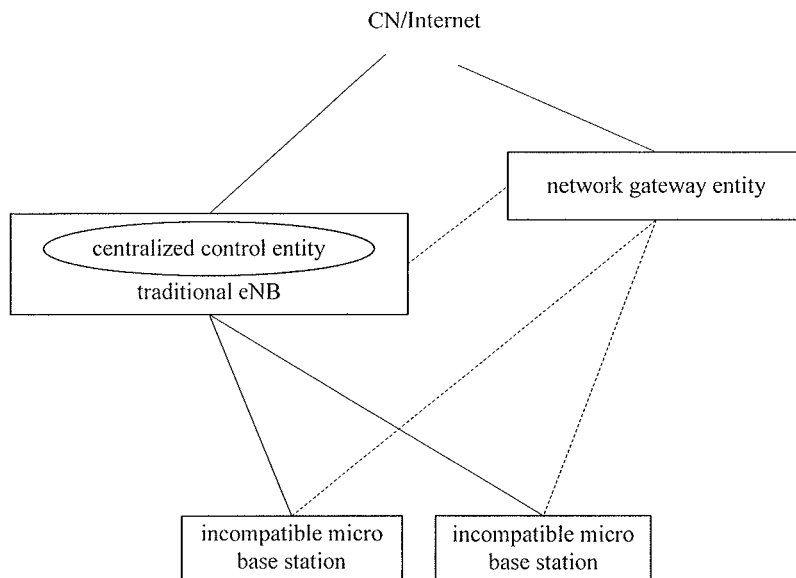 CN/Internet
network gateway entity
centralized control entity
traditional eNB
incompatible micro
base station
incompatible micro
base station